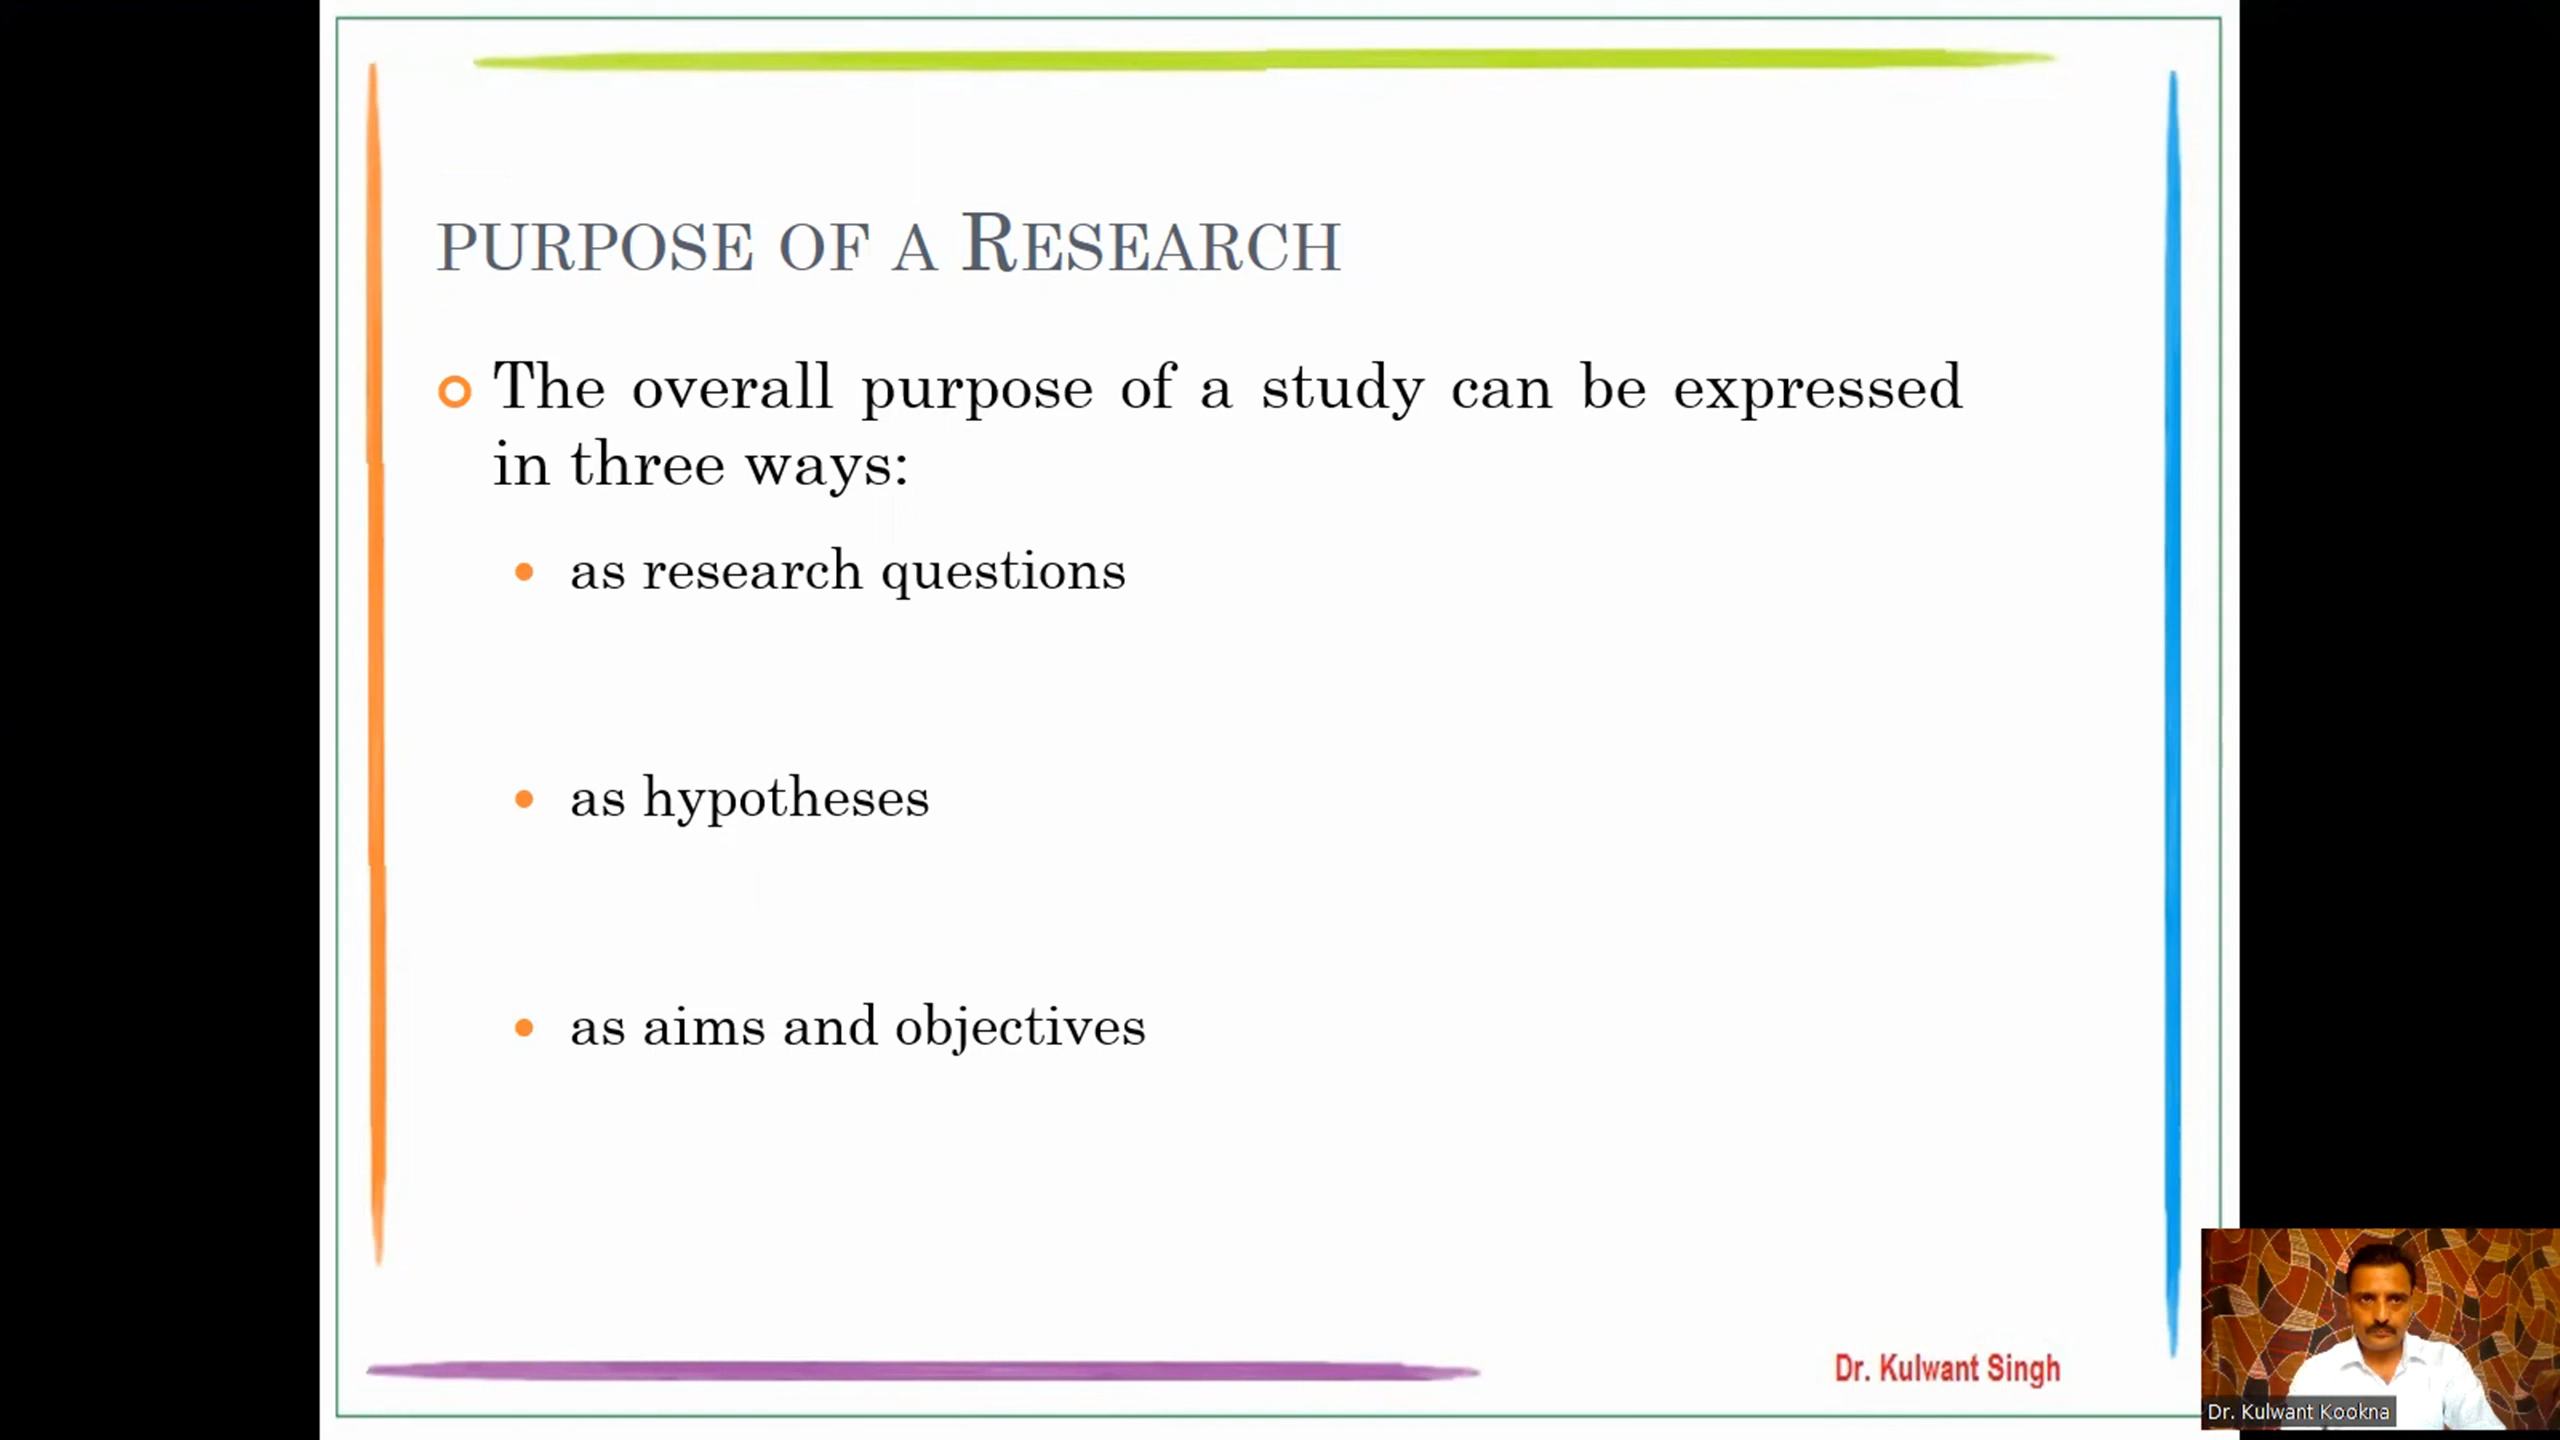 PURPOSE OF A RESEARCH
The overall purpose of a study can be expressed
in three ways:
as research questions
as hypotheses
as aims and objectives
Dr. Kulwant Singh
Dr. Kulwant Kookna